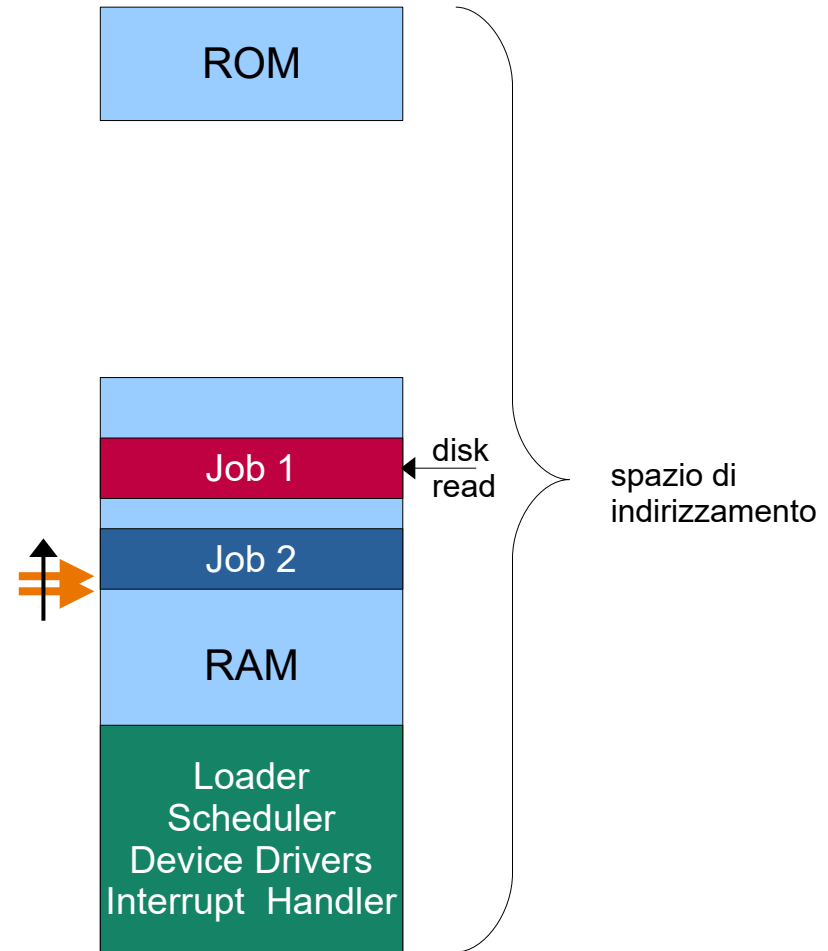 ROM
Job 1
disk
read
spazio di
indirizzamento
Job 2
RAM
Loader
Scheduler
Device Drivers
Interrupt  Handler